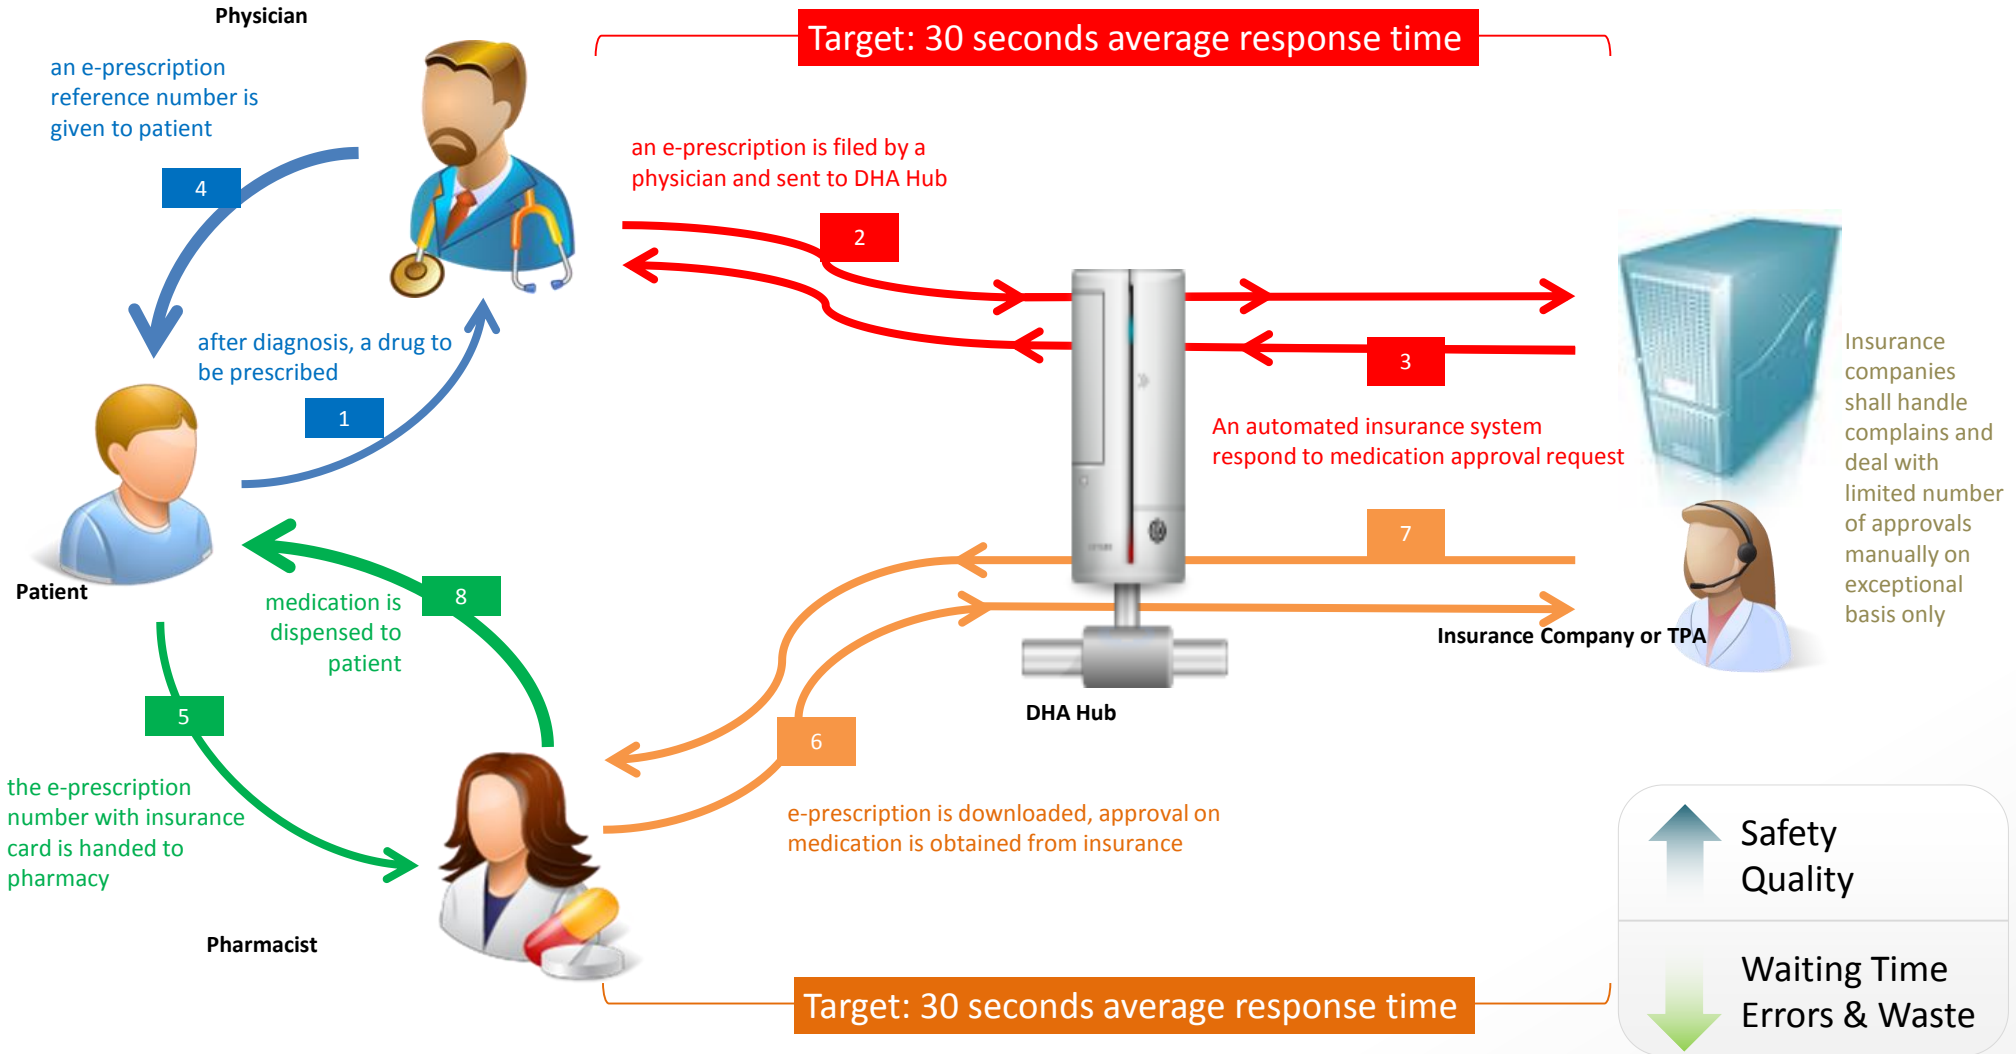 Physician
Target: 30 seconds average response time
an e-prescription
reference number is
given to patient
4
an e-prescription is filed by a
physician and sent to DHA Hub
2
after diagnosis, a drug to
be prescribed
1
3
An automated insurance system
respond to medication approval request
Insurance
companies
shall handle
complains and
deal with
limited number
of approvals
manually on
exceptional
basis only
7
Patient
medication is
dispensed to
patient
8
Insurance Company or TPA
DHA Hub
5
6
the e-prescription
number with insurance
card is handed to
pharmacy
e-prescription is downloaded, approval on
medication is obtained from insurance
Pharmacist
Target: 30 seconds average response time
Safety
Quality
Waiting Time
Errors & Waste